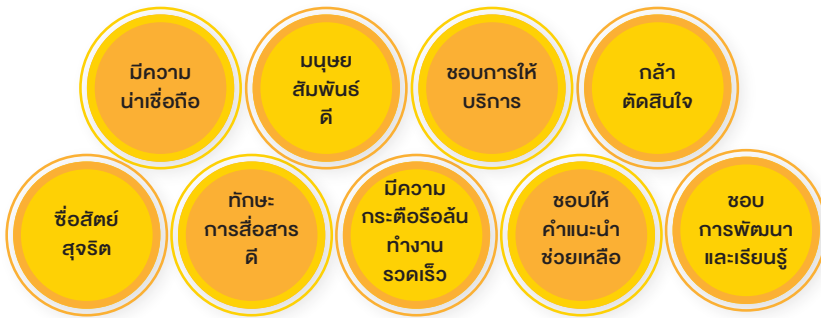 มีความ
น่าเชื่อถือ
มนุษย
สัมพันธ์
ดี
ชอบการให้
บริการ
กล้า
ตัดสินใจ
ซื่อสัตย์
สุจริต
ทักษะ
การสื่อสาร
ดี
มีความ
กระตือรือล้น
ทำงาน
รวดเร็ว
ชอบให้
คำแนะนำ
ช่วยเหลือ
ชอบ
การพัฒนา
และเรียนรู้